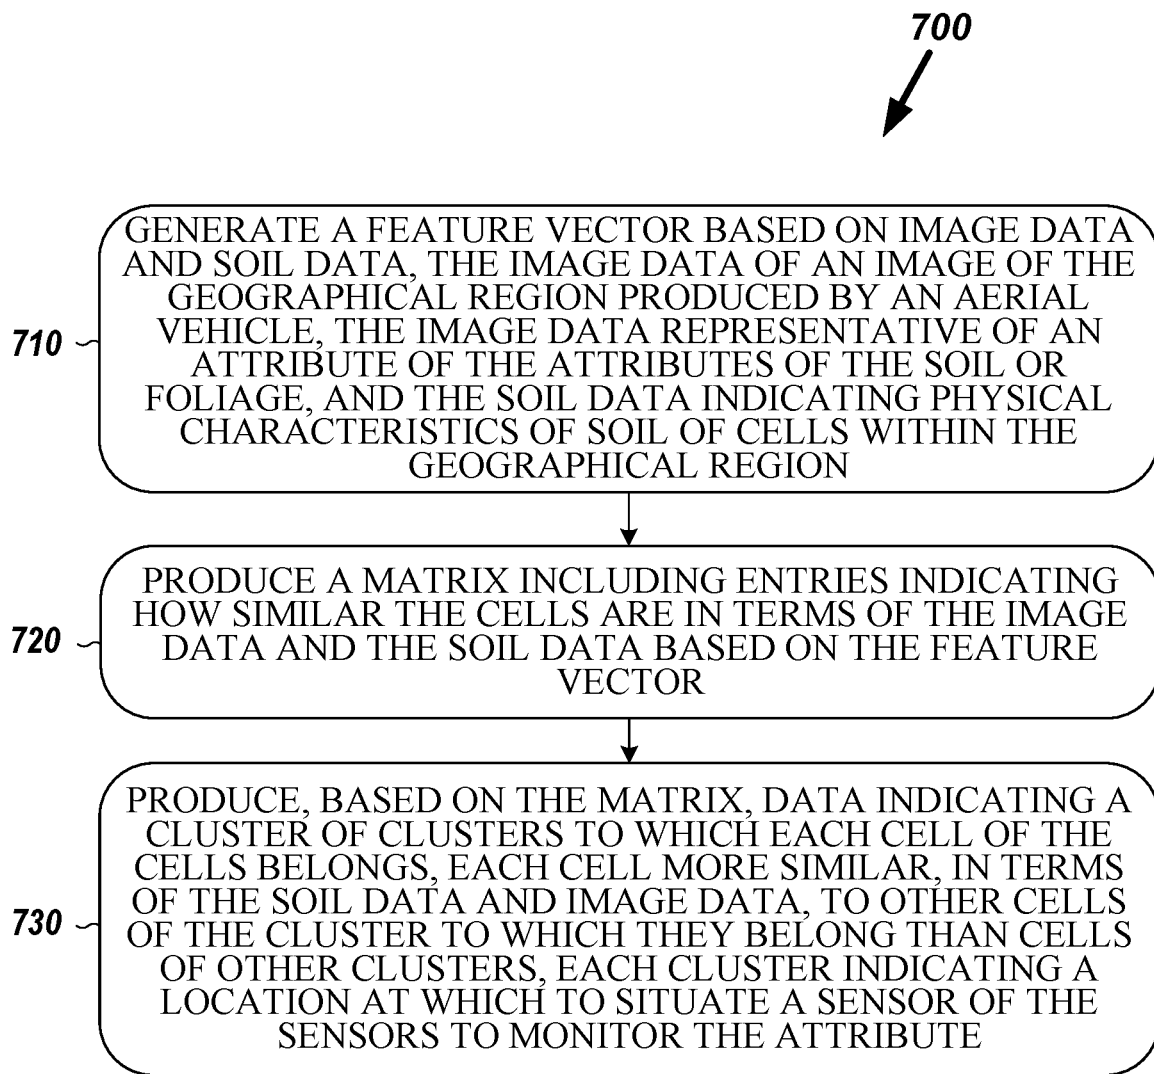 700
GENERATE A FEATURE VECTOR BASED ON IMAGE DATA
AND SOIL DATA, THE IMAGE DATA OF AN IMAGE OF THE
GEOGRAPHICAL REGION PRODUCED BY AN AERIAL
VEHICLE, THE IMAGE DATA REPRESENTATIVE OF AN
710
ATTRIBUTE OF THE ATTRIBUTES OF THE SOIL OR
FOLIAGE, AND THE SOIL DATA INDICATING PHYSICAL
CHARACTERISTICS OF SOIL OF CELLS WITHIN THE
GEOGRAPHICAL REGION
PRODUCE A MATRIX INCLUDING ENTRIES INDICATING
HOW SIMILAR THE CELLS ARE IN TERMS OF THE IMAGE
720
DATA AND THE SOIL DATA BASED ON THE FEATURE
VECTOR
PRODUCE, BASED ON THE MATRIX, DATA INDICATING A
CLUSTER OF CLUSTERS TO WHICH EACH CELL OF THE
CELLS BELONGS, EACH CELL MORE SIMILAR, IN TERMS
OF THE SOIL DATA AND IMAGE DATA, TO OTHER CELLS
730
OF THE CLUSTER TO WHICH THEY BELONG THAN CELLS
OF OTHER CLUSTERS, EACH CLUSTER INDICATING A
LOCATION AT WHICH TO SITUATE A SENSOR OF THE
SENSORS TO MONITOR THE ATTRIBUTE